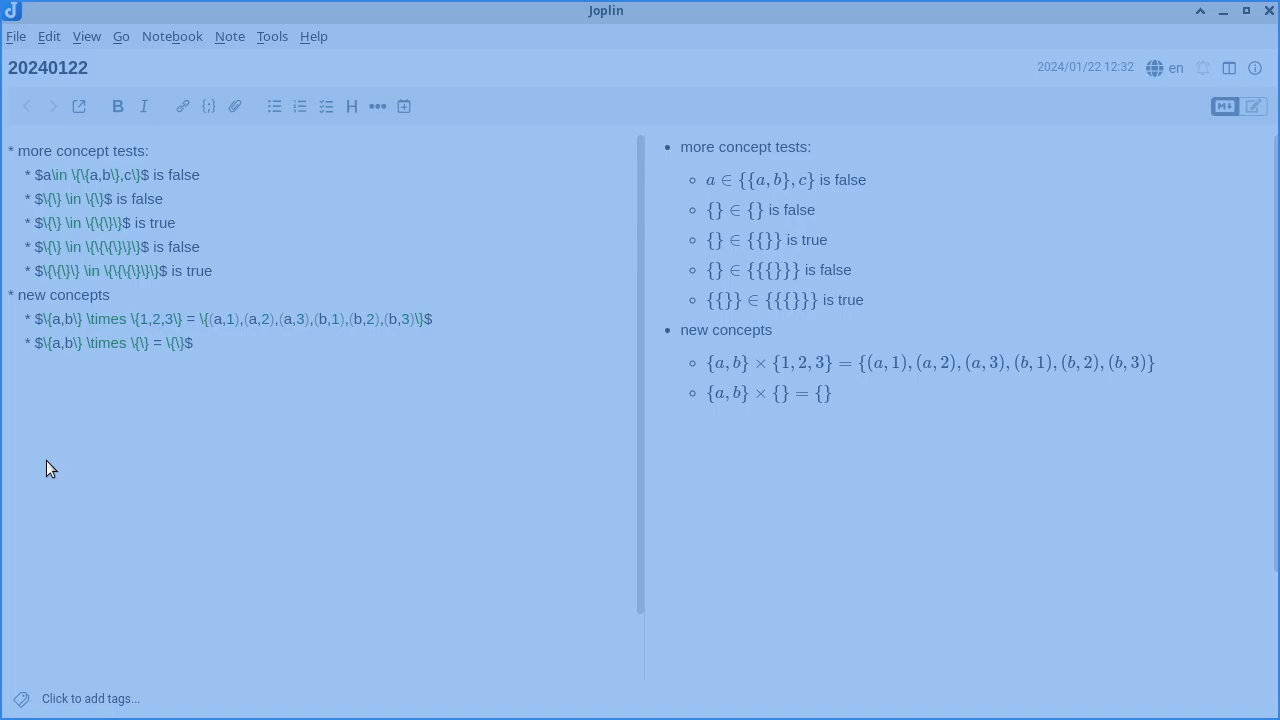 Joplin
File Edit View Go Notebook Note Tools Help
20240122
2024/01/22 12:32 en
B I H M↓
* more concept tests:
* $a\in \{\{a,b\},c\}$ is false
* $\{\} \in \{\}$ is false
* $\{\} \in \{\{\}\}$ is true
* $\{\} \in \{\{\{\}\}\}$ is false
* $\{\{\}\} \in \{\{\{\}\}\}$ is true
* new concepts
* $\{a,b\} \times \{1,2,3\} = \{(a,1),(a,2),(a,3),(b,1),(b,2),(b,3)\}$
* $\{a,b\} \times \{\} = \{\}$
• more concept tests:
◦ a ∈ {{a, b}, c} is false
◦ {} ∈ {} is false
◦ {} ∈ {{}} is true
◦ {} ∈ {{{}}} is false
◦ {{}} ∈ {{{}}} is true
• new concepts
◦ {a, b} × {1, 2, 3} = {(a, 1), (a, 2), (a, 3), (b, 1), (b, 2), (b, 3)}
◦ {a, b} × {} = {}
Click to add tags...